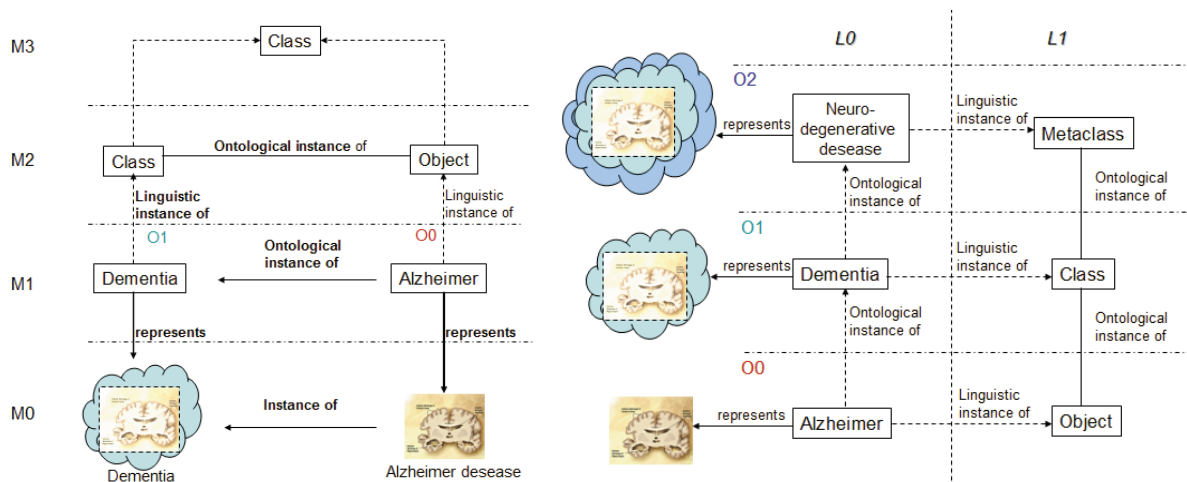 M3
Class
M2
Class
Ontological instance of
Object
Linguistic
instance of
Linguistic
instance of
O1
O0
M1
Dementia
Ontological
instance of
Alzheimer
represents
represents
M0
Instance of
Dementia
Alzheimer desease
L0
L1
O2
represents
Neuro-
degenerative
desease
Linguistic
instance of
Metaclass
Ontological
instance of
Ontological
instance of
O1
represents
Dementia
Linguistic
instance of
Class
Ontological
instance of
Ontological
instance of
O0
represents
Alzheimer
Linguistic
instance of
Object